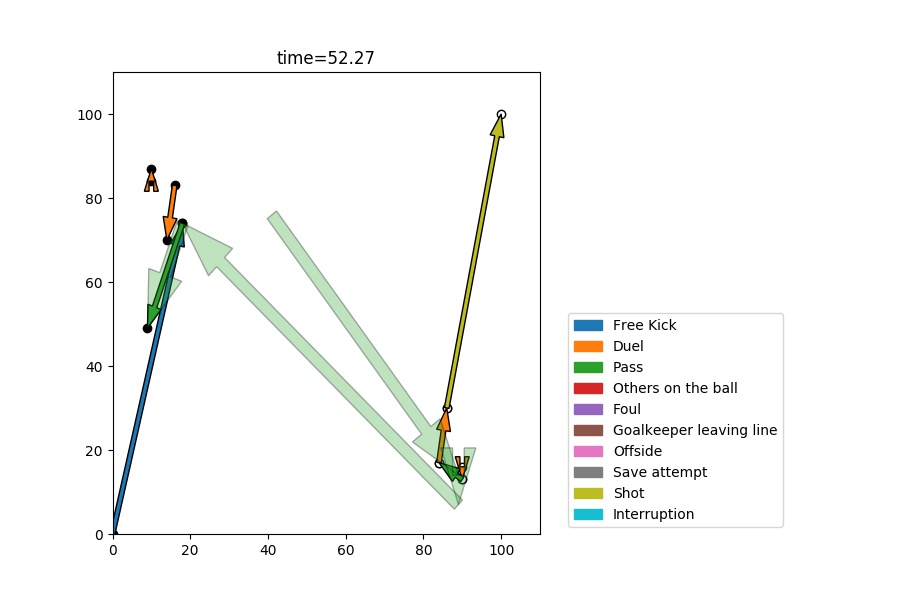 time=52.27
100
80
60
40
20
0
0 20 40 60 80 100
Free Kick
Duel
Pass
Others on the ball
Foul
Goalkeeper leaving line
Offside
Save attempt
Shot
Interruption